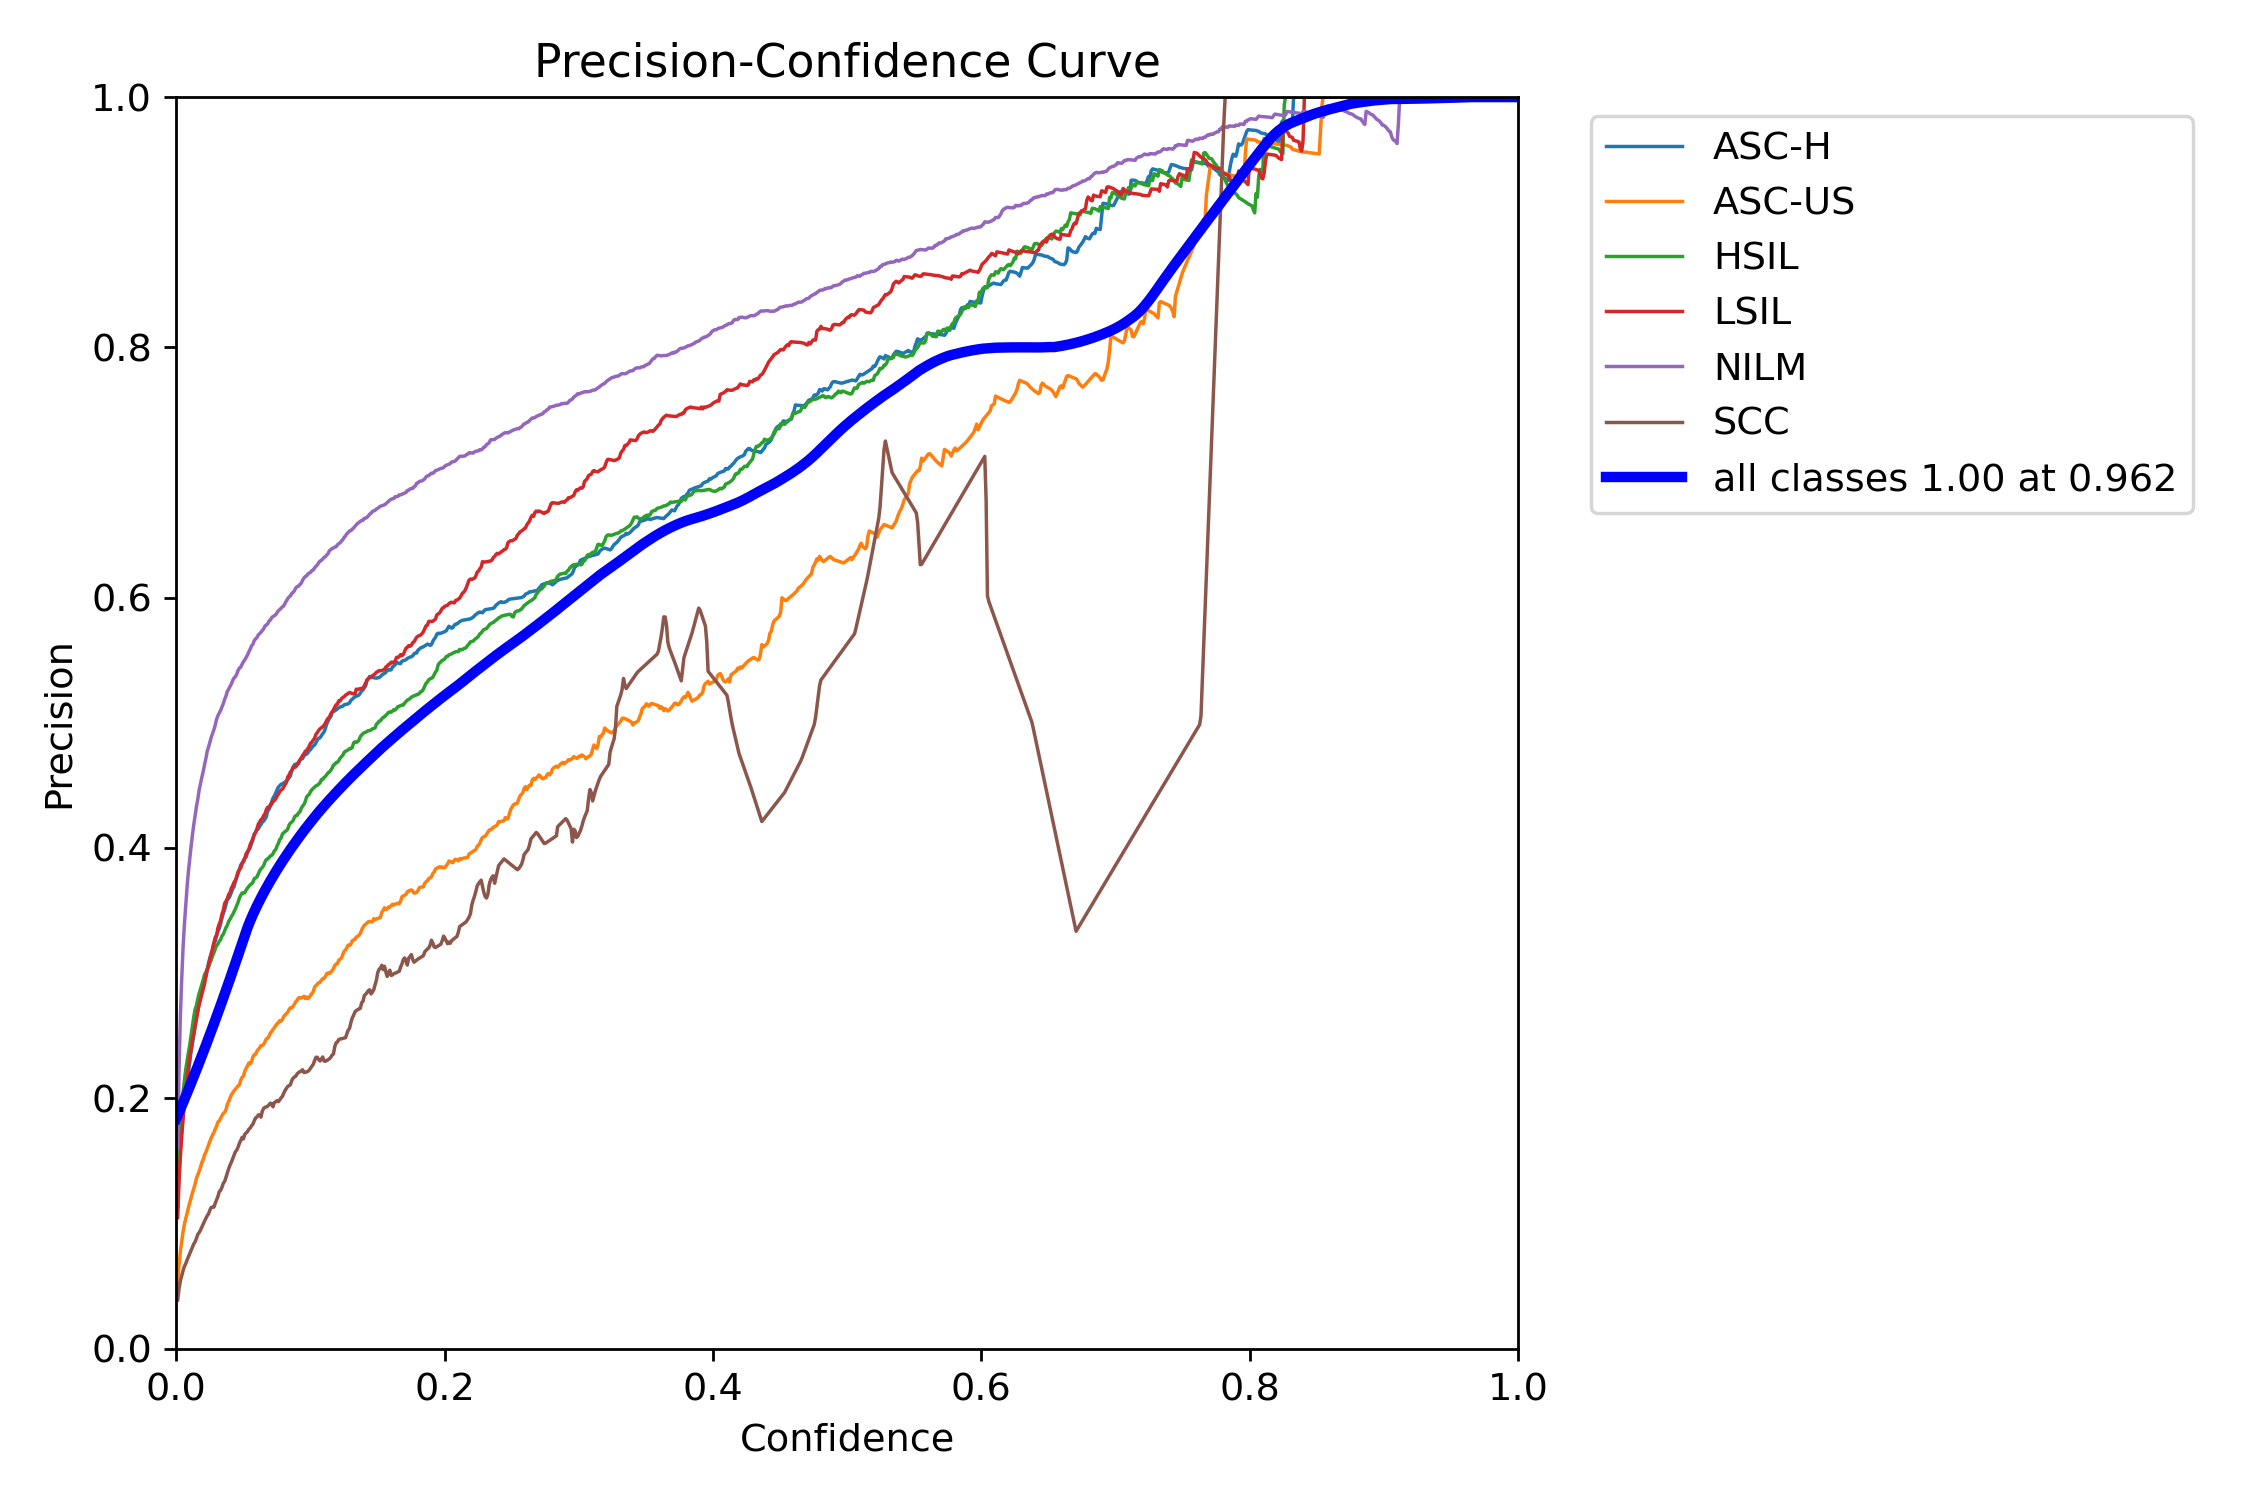 Precision-Confidence Curve
1.0
0.8
0.6
0.4
0.2
0.0
Precision
0.0 0.2 0.4 0.6 0.8 1.0
Confidence
ASC-H
ASC-US
HSIL
LSIL
NILM
SCC
all classes 1.00 at 0.962